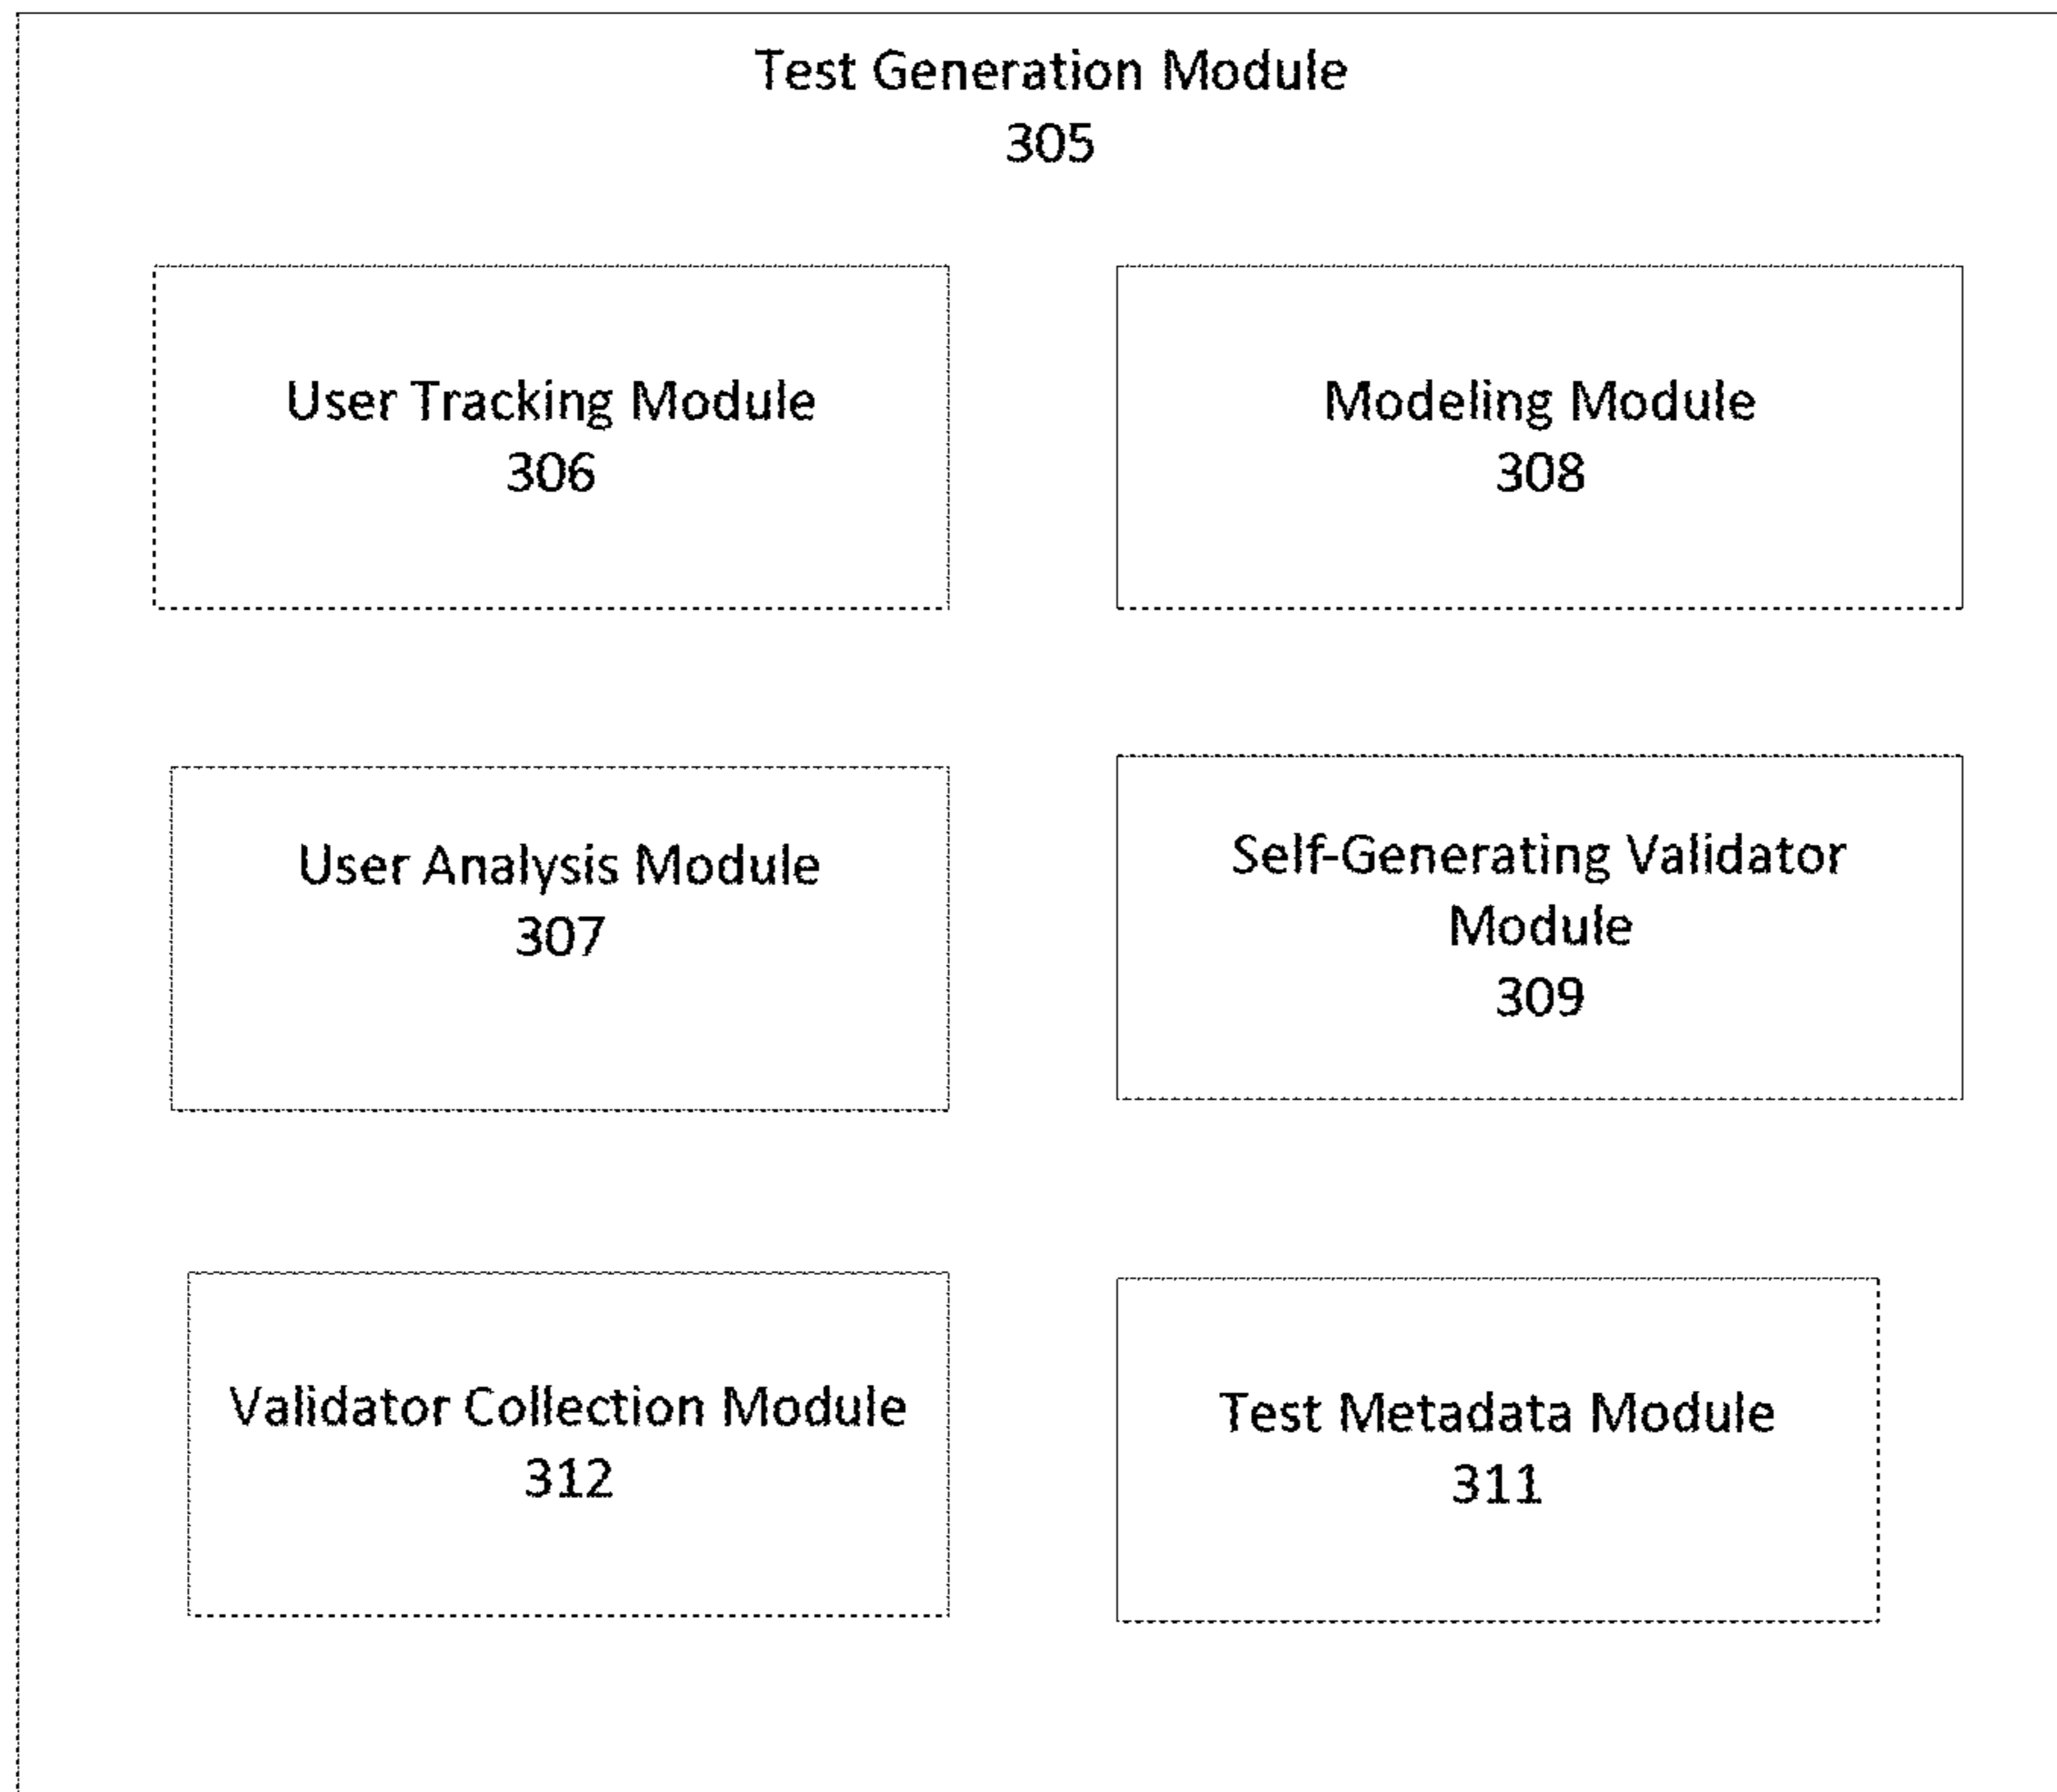 Test Generation Module
305
User Tracking Module
306
Modeling Module
308
User Analysis Module
307
Self-Generating Validator
Module
309
Validator Collection Module
312
Test Metadata Module
311